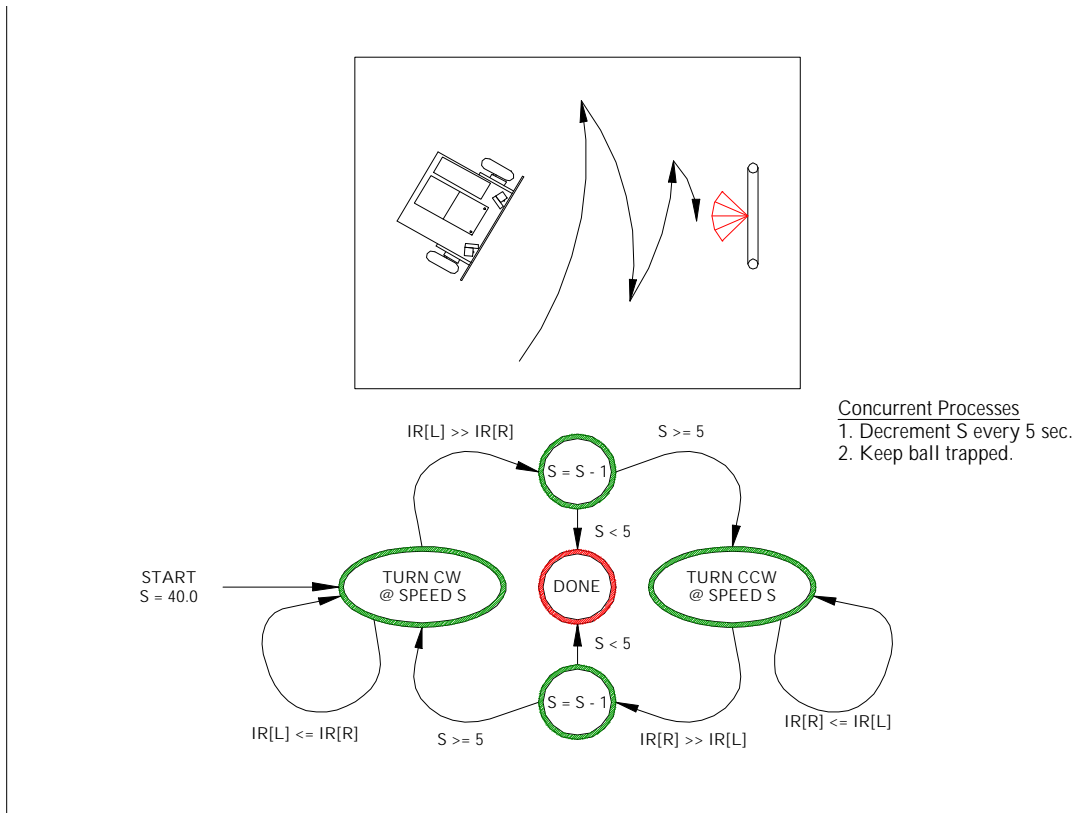 Concurrent Processes
1. Decrement S every 5 sec.
2. Keep ball trapped.
IR[L] >> IR[R]
S >= 5
S = S - 1
S < 5
START
S = 40.0
TURN CW
@ SPEED S
DONE
TURN CCW
@ SPEED S
S < 5
S = S - 1
IR[L] <= IR[R]
S >= 5
IR[R] >> IR[L]
IR[R] <= IR[L]